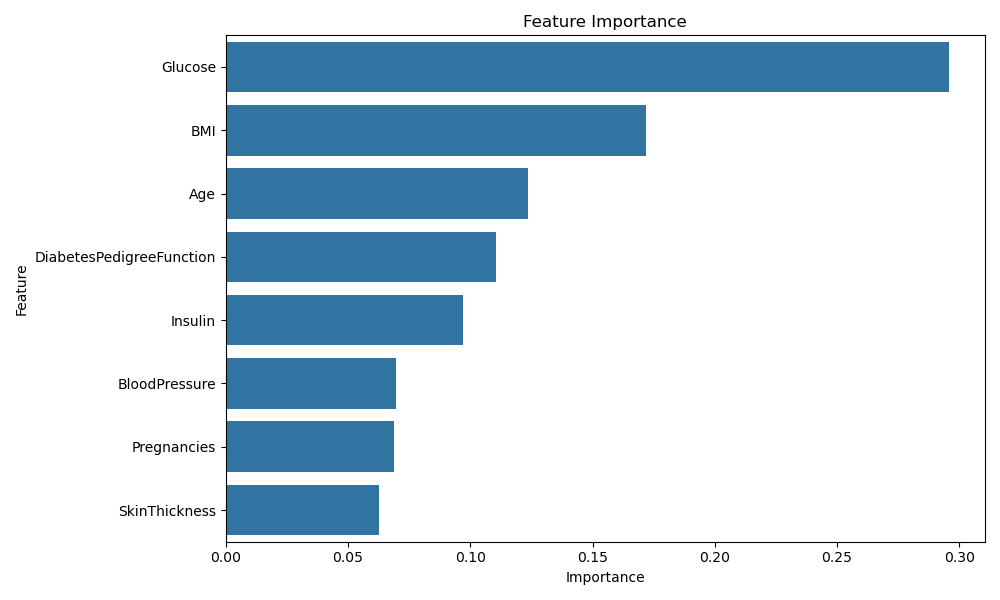 Feature Importance
Feature
Glucose
BMI
Age
DiabetesPedigreeFunction
Insulin
BloodPressure
Pregnancies
SkinThickness
0.00 0.05 0.10 0.15 0.20 0.25 0.30
Importance